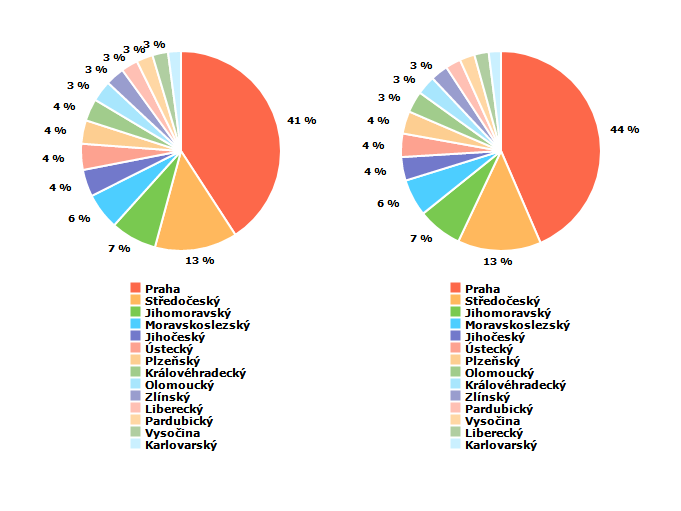 3 %
3 %
3 %
3 %
3 %
4 %
4 %
4 %
4 %
6 %
7 %
13 %
41 %
Praha
Středočeský
Jihomoravský
Moravskoslezský
Jihočeský
Ústecký
Plzeňský
Královéhradecký
Olomoucký
Zlínský
Liberecký
Pardubický
Vysočina
Karlovarský
3 %
3 %
3 %
4 %
4 %
4 %
6 %
7 %
13 %
44 %
Praha
Středočeský
Jihomoravský
Moravskoslezský
Jihočeský
Ústecký
Plzeňský
Olomoucký
Královéhradecký
Zlínský
Pardubický
Vysočina
Liberecký
Karlovarský